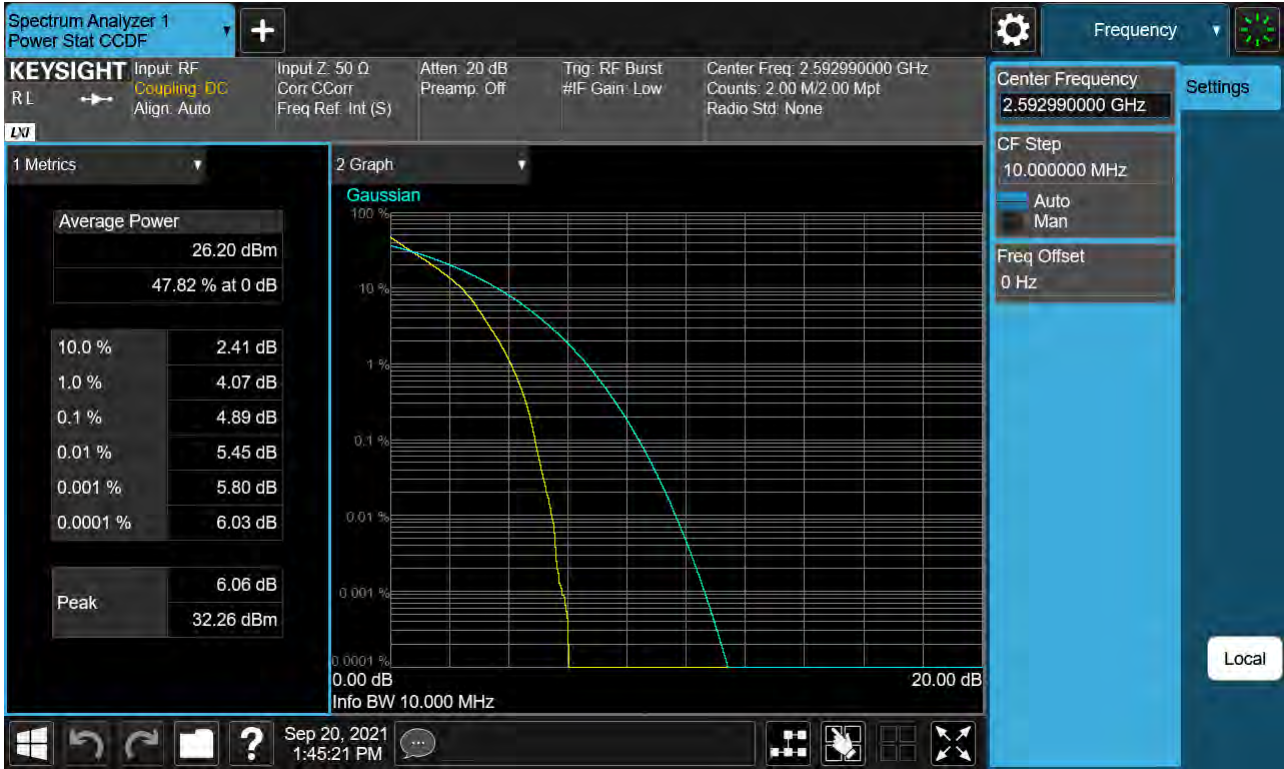 Spectrum Analyzer 1
Power Stat CCDF
Frequency
KEYSIGHT
R L
LXI
Input: RF
Coupling: DC
Align: Auto
Input Z: 50 Ω
Corr CCorr
Freq Ref: Int (S)
Atten: 20 dB
Preamp: Off
Trig: RF Burst
#IF Gain: Low
Center Freq: 2.592990000 GHz
Counts: 2.00 M/2.00 Mpt
Radio Std: None
Center Frequency
2.592990000 GHz
Settings
CF Step
10.000000 MHz
Auto
Man
Freq Offset
0 Hz
1 Metrics
Average Power
26.20 dBm
47.82 % at 0 dB
10.0 % 2.41 dB
1.0 % 4.07 dB
0.1 % 4.89 dB
0.01 % 5.45 dB
0.001 % 5.80 dB
0.0001 % 6.03 dB
Peak
6.06 dB
32.26 dBm
2 Graph
Gaussian
100 %
10 %
1 %
0.1 %
0.01 %
0.001 %
0.0001 %
0.00 dB 20.00 dB
Info BW 10.000 MHz
Local
?
Sep 20, 2021
1:45:21 PM